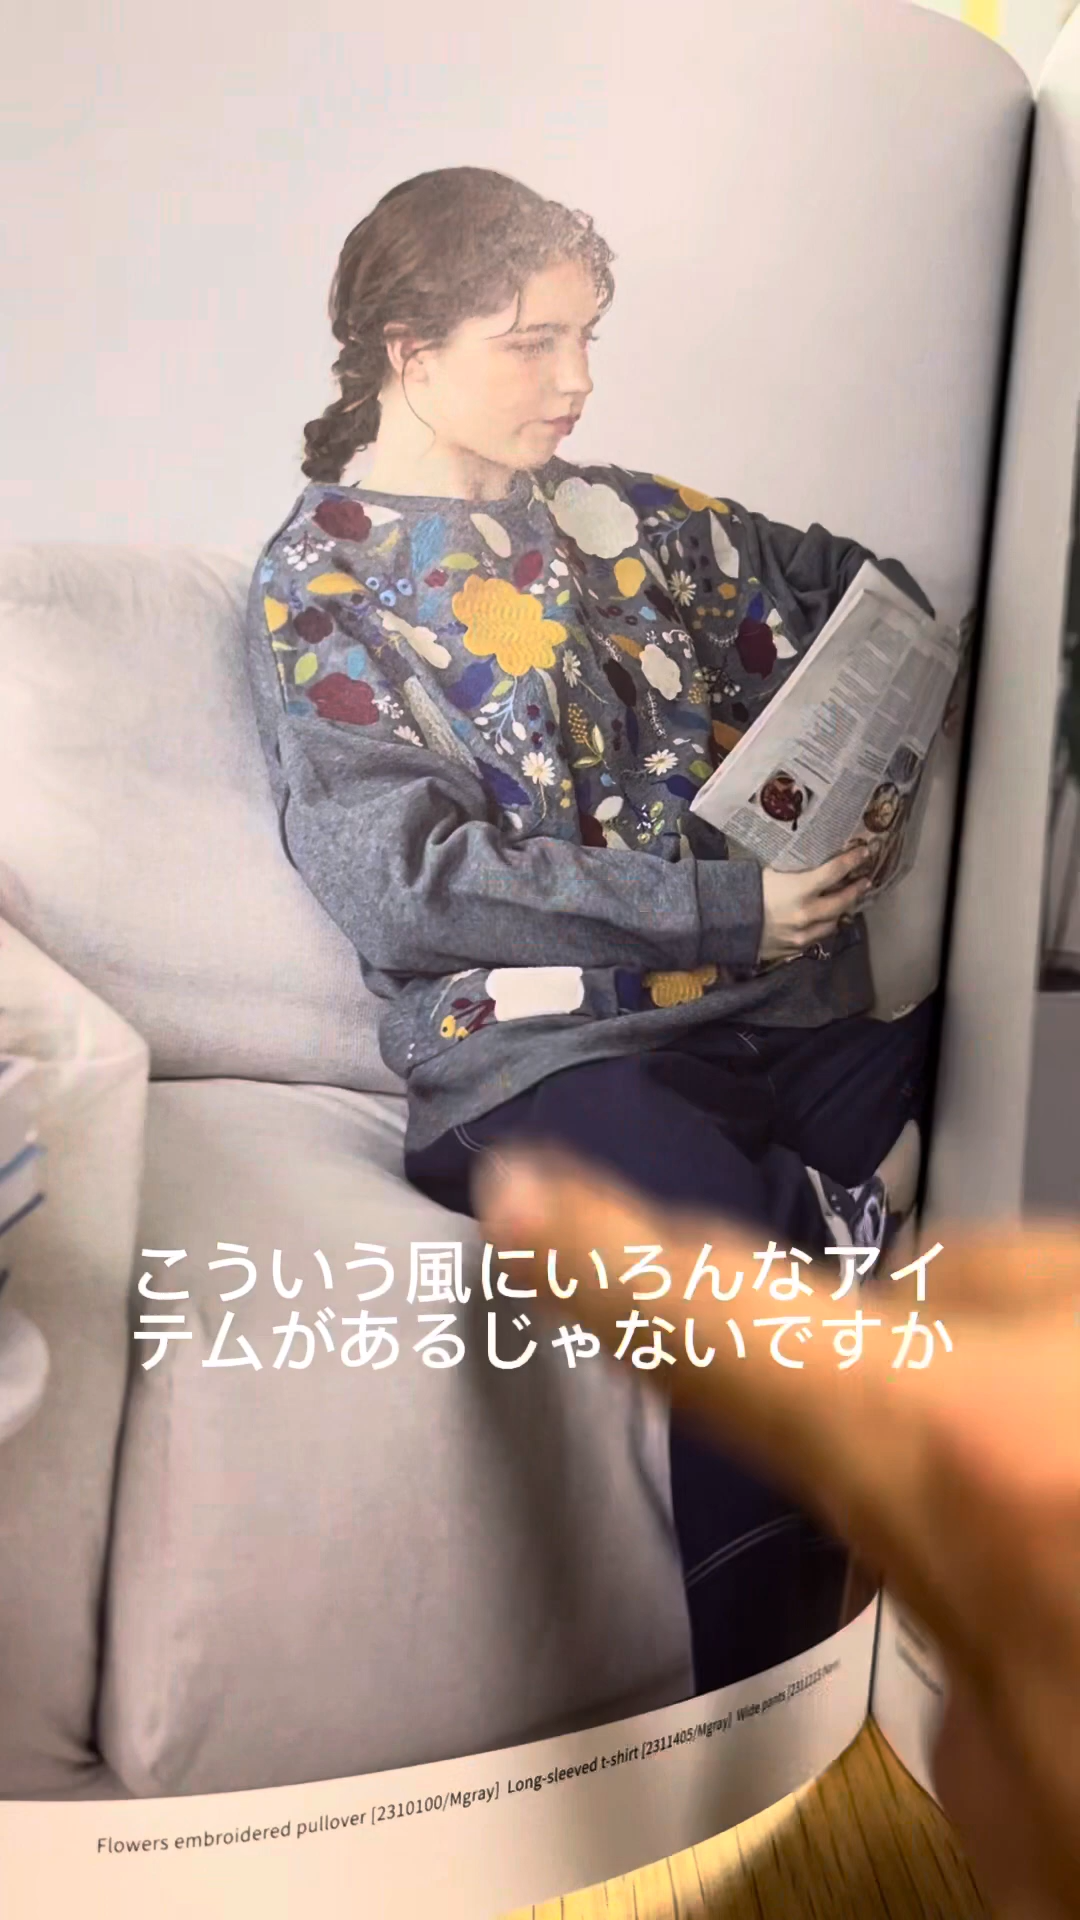 こういう風にいろんなアイ
テムがあるじゃないですか
Flowers embroidered pullover [2310100/Mgray] Long-sleeved t-shirt [2311405/Mgray] Wide pants